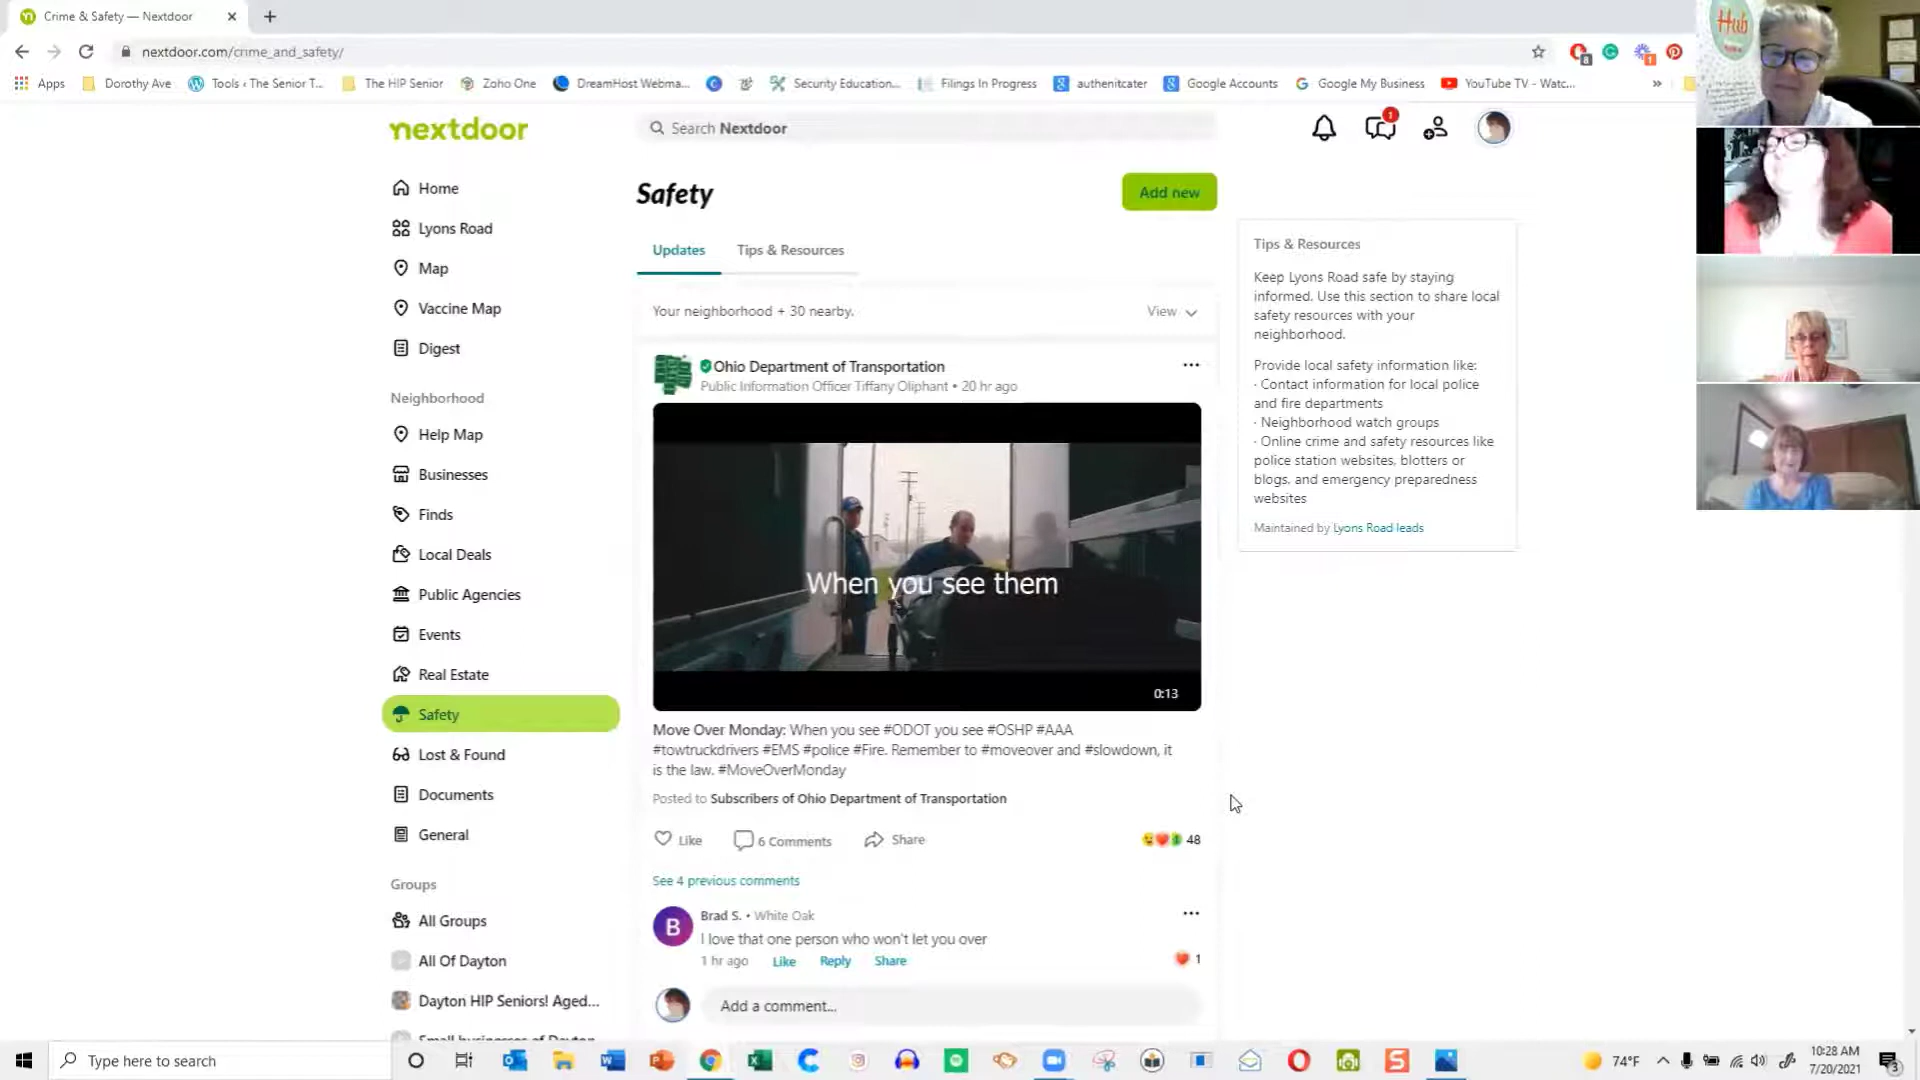 Crime & Safety — Nextdoor
nextdoor.com/crime_and_safety/
Apps
Dorothy Ave
Tools ‹ The Senior T...
The HIP Senior
Zoho One
DreamHost Webma...
Security Education...
Filings In Progress
authenitcater
Google Accounts
Google My Business
YouTube TV - Watc...
»
Hub
nextdoor
Search Nextdoor
1
Home
Lyons Road
Map
Vaccine Map
Digest
Neighborhood
Help Map
Businesses
Finds
Local Deals
Public Agencies
Events
Real Estate
Safety
Lost & Found
Documents
General
Groups
All Groups
All Of Dayton
Dayton HIP Seniors! Aged...
Small businesses of Dayton
Safety
Add new
Updates
Tips & Resources
Your neighborhood + 30 nearby.
View
Ohio Department of Transportation
Public Information Officer Tiffany Oliphant • 20 hr ago
When you see them
0:13
Move Over Monday: When you see #ODOT you see #OSHP #AAA
#towtruckdrivers #EMS #police #Fire. Remember to #moveover and #slowdown, it
is the law. #MoveOverMonday
Posted to Subscribers of Ohio Department of Transportation
Like
6 Comments
Share
48
See 4 previous comments
B
Brad S. • White Oak
I love that one person who won't let you over
1 hr ago
Like
Reply
Share
1
Add a comment...
Tips & Resources
Keep Lyons Road safe by staying
informed. Use this section to share local
safety resources with your
neighborhood.
Provide local safety information like:
· Contact information for local police
and fire departments
· Neighborhood watch groups
· Online crime and safety resources like
police station websites, blotters or
blogs, and emergency preparedness
websites
Maintained by Lyons Road leads
Type here to search
74°F
10:28 AM
7/20/2021
3